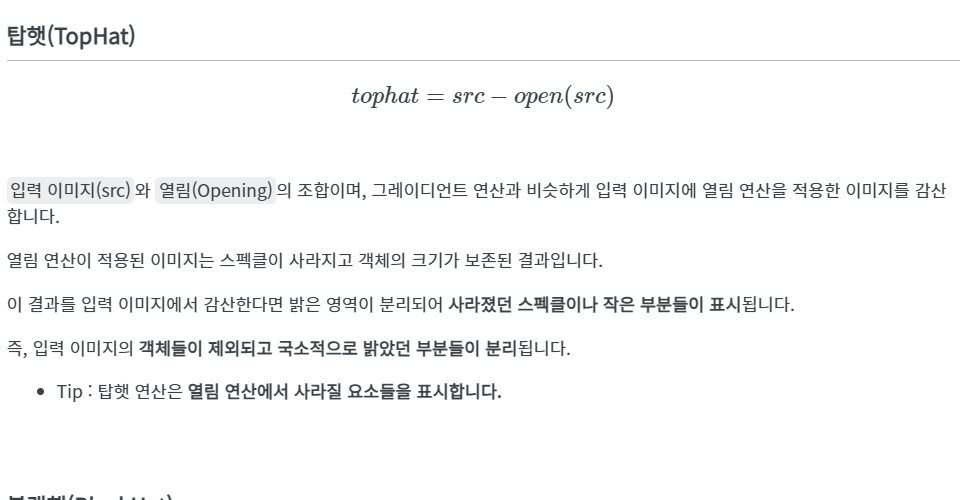 탑햇(TopHat)
tophat = src − open(src)
입력 이미지(src) 와 열림(Opening) 의 조합이며, 그레이디언트 연산과 비슷하게 입력 이미지에 열림 연산을 적용한 이미지를 감산
합니다.
열림 연산이 적용된 이미지는 스펙클이 사라지고 객체의 크기가 보존된 결과입니다.
이 결과를 입력 이미지에서 감산한다면 밝은 영역이 분리되어 사라졌던 스펙클이나 작은 부분들이 표시됩니다.
즉, 입력 이미지의 객체들이 제외되고 국소적으로 밝았던 부분들이 분리됩니다.
• Tip : 탑햇 연산은 열림 연산에서 사라질 요소들을 표시합니다.